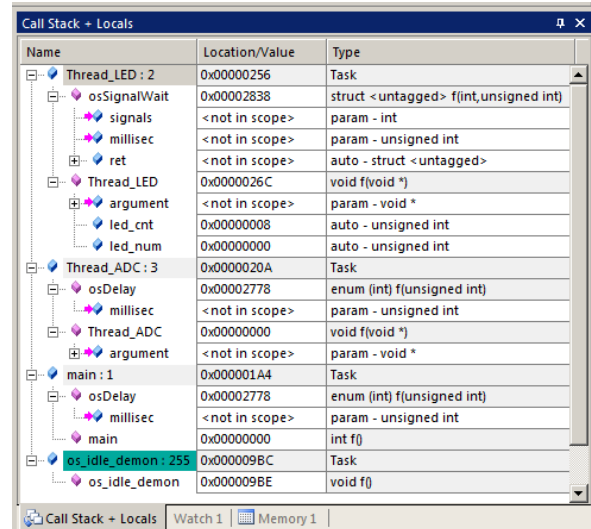 Call Stack + Locals
Name Location/Value Type
Thread_LED : 2 0x00000256 Task
osSignalWait 0x00002838 struct <untagged> f(int,unsigned int)
signals <not in scope> param - int
millisec <not in scope> param - unsigned int
ret <not in scope> auto - struct <untagged>
Thread_LED 0x0000026C void f(void *)
argument <not in scope> param - void *
led_cnt 0x00000008 auto - unsigned int
led_num 0x00000000 auto - unsigned int
Thread_ADC : 3 0x0000020A Task
osDelay 0x00002778 enum (int) f(unsigned int)
millisec <not in scope> param - unsigned int
Thread_ADC 0x00000000 void f(void *)
argument <not in scope> param - void *
main : 1 0x000001A4 Task
osDelay 0x00002778 enum (int) f(unsigned int)
millisec <not in scope> param - unsigned int
main 0x00000000 int f()
os_idle_demon : 255 0x000009BC Task
os_idle_demon 0x000009BE void f()
Call Stack + Locals Watch 1 Memory 1